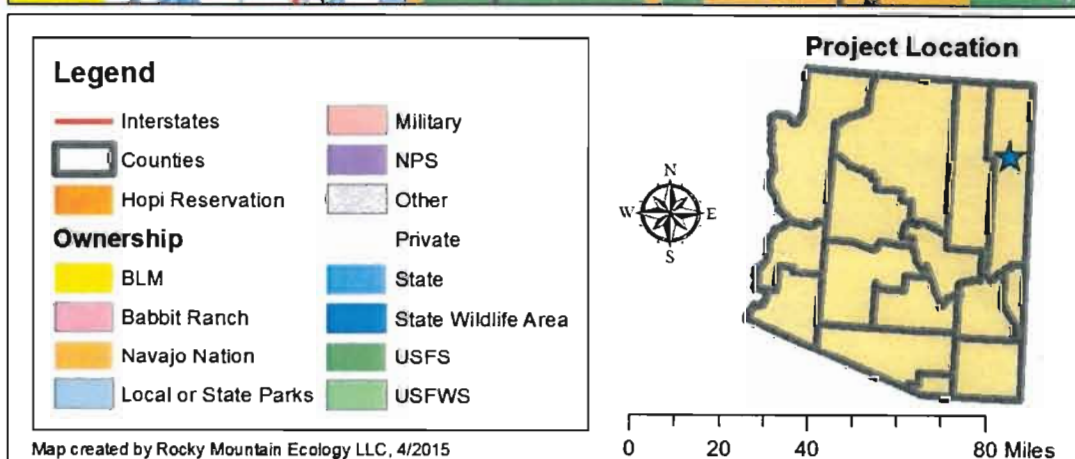 Legend
Interstates
Counties
Hopi Reservation
Ownership
BLM
Babbit Ranch
Navajo Nation
Local or State Parks
Military
NPS
Other
Private
State
State Wildlife Area
USFS
USFWS
Map created by Rocky Mountain Ecology LLC, 4/2015
Project Location
N
W E
S
0 20 40 80 Miles